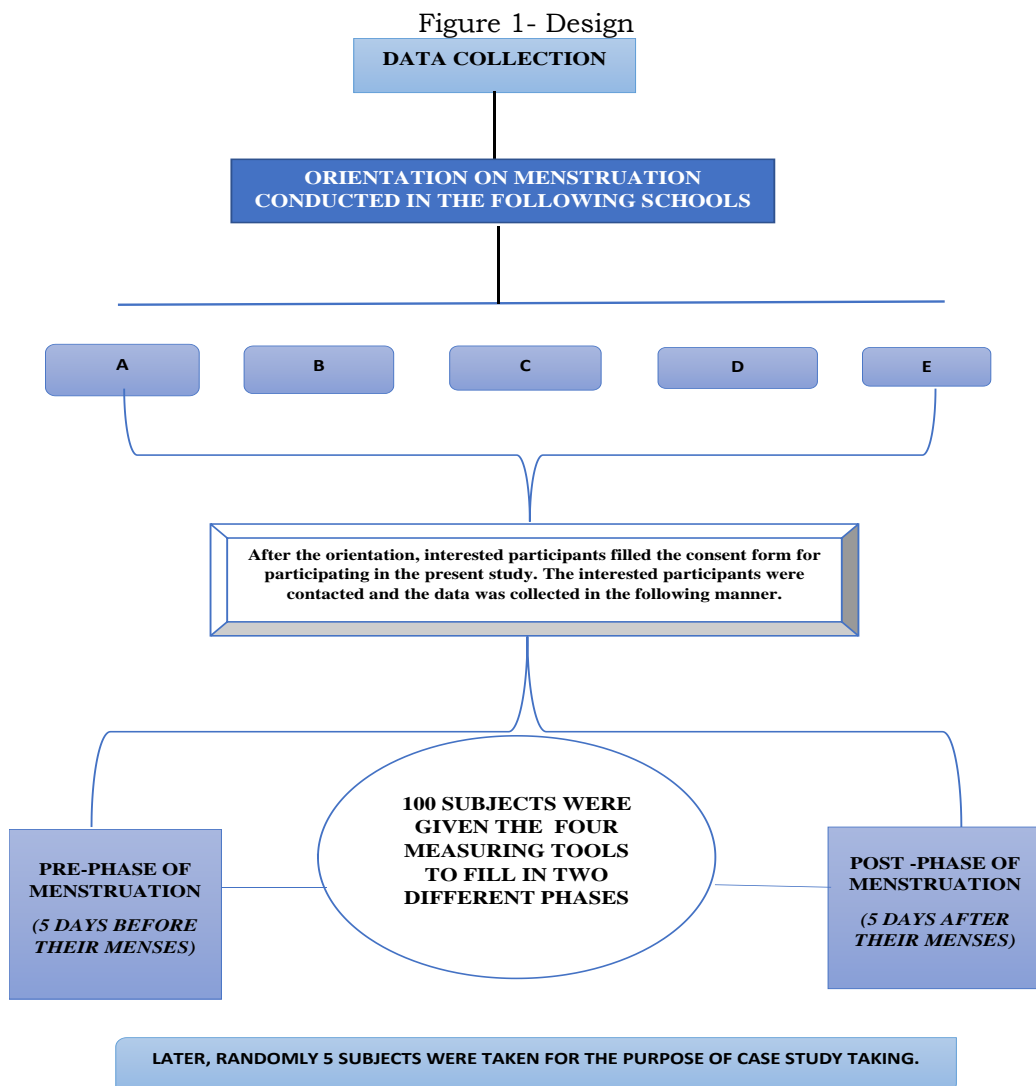 Figure 1- Design
DATA COLLECTION
ORIENTATION ON MENSTRUATION
CONDUCTED IN THE FOLLOWING SCHOOLS
A
B
C
D
E
After the orientation, interested participants filled the consent form for
participating in the present study. The interested participants were
contacted and the data was collected in the following manner.
100 SUBJECTS WERE
GIVEN THE FOUR
MEASURING TOOLS
TO FILL IN TWO
DIFFERENT PHASES
PRE-PHASE OF
MENSTRUATION
(5 DAYS BEFORE
THEIR MENSES)
POST -PHASE OF
MENSTRUATION
(5 DAYS AFTER
THEIR MENSES)
LATER, RANDOMLY 5 SUBJECTS WERE TAKEN FOR THE PURPOSE OF CASE STUDY TAKING.